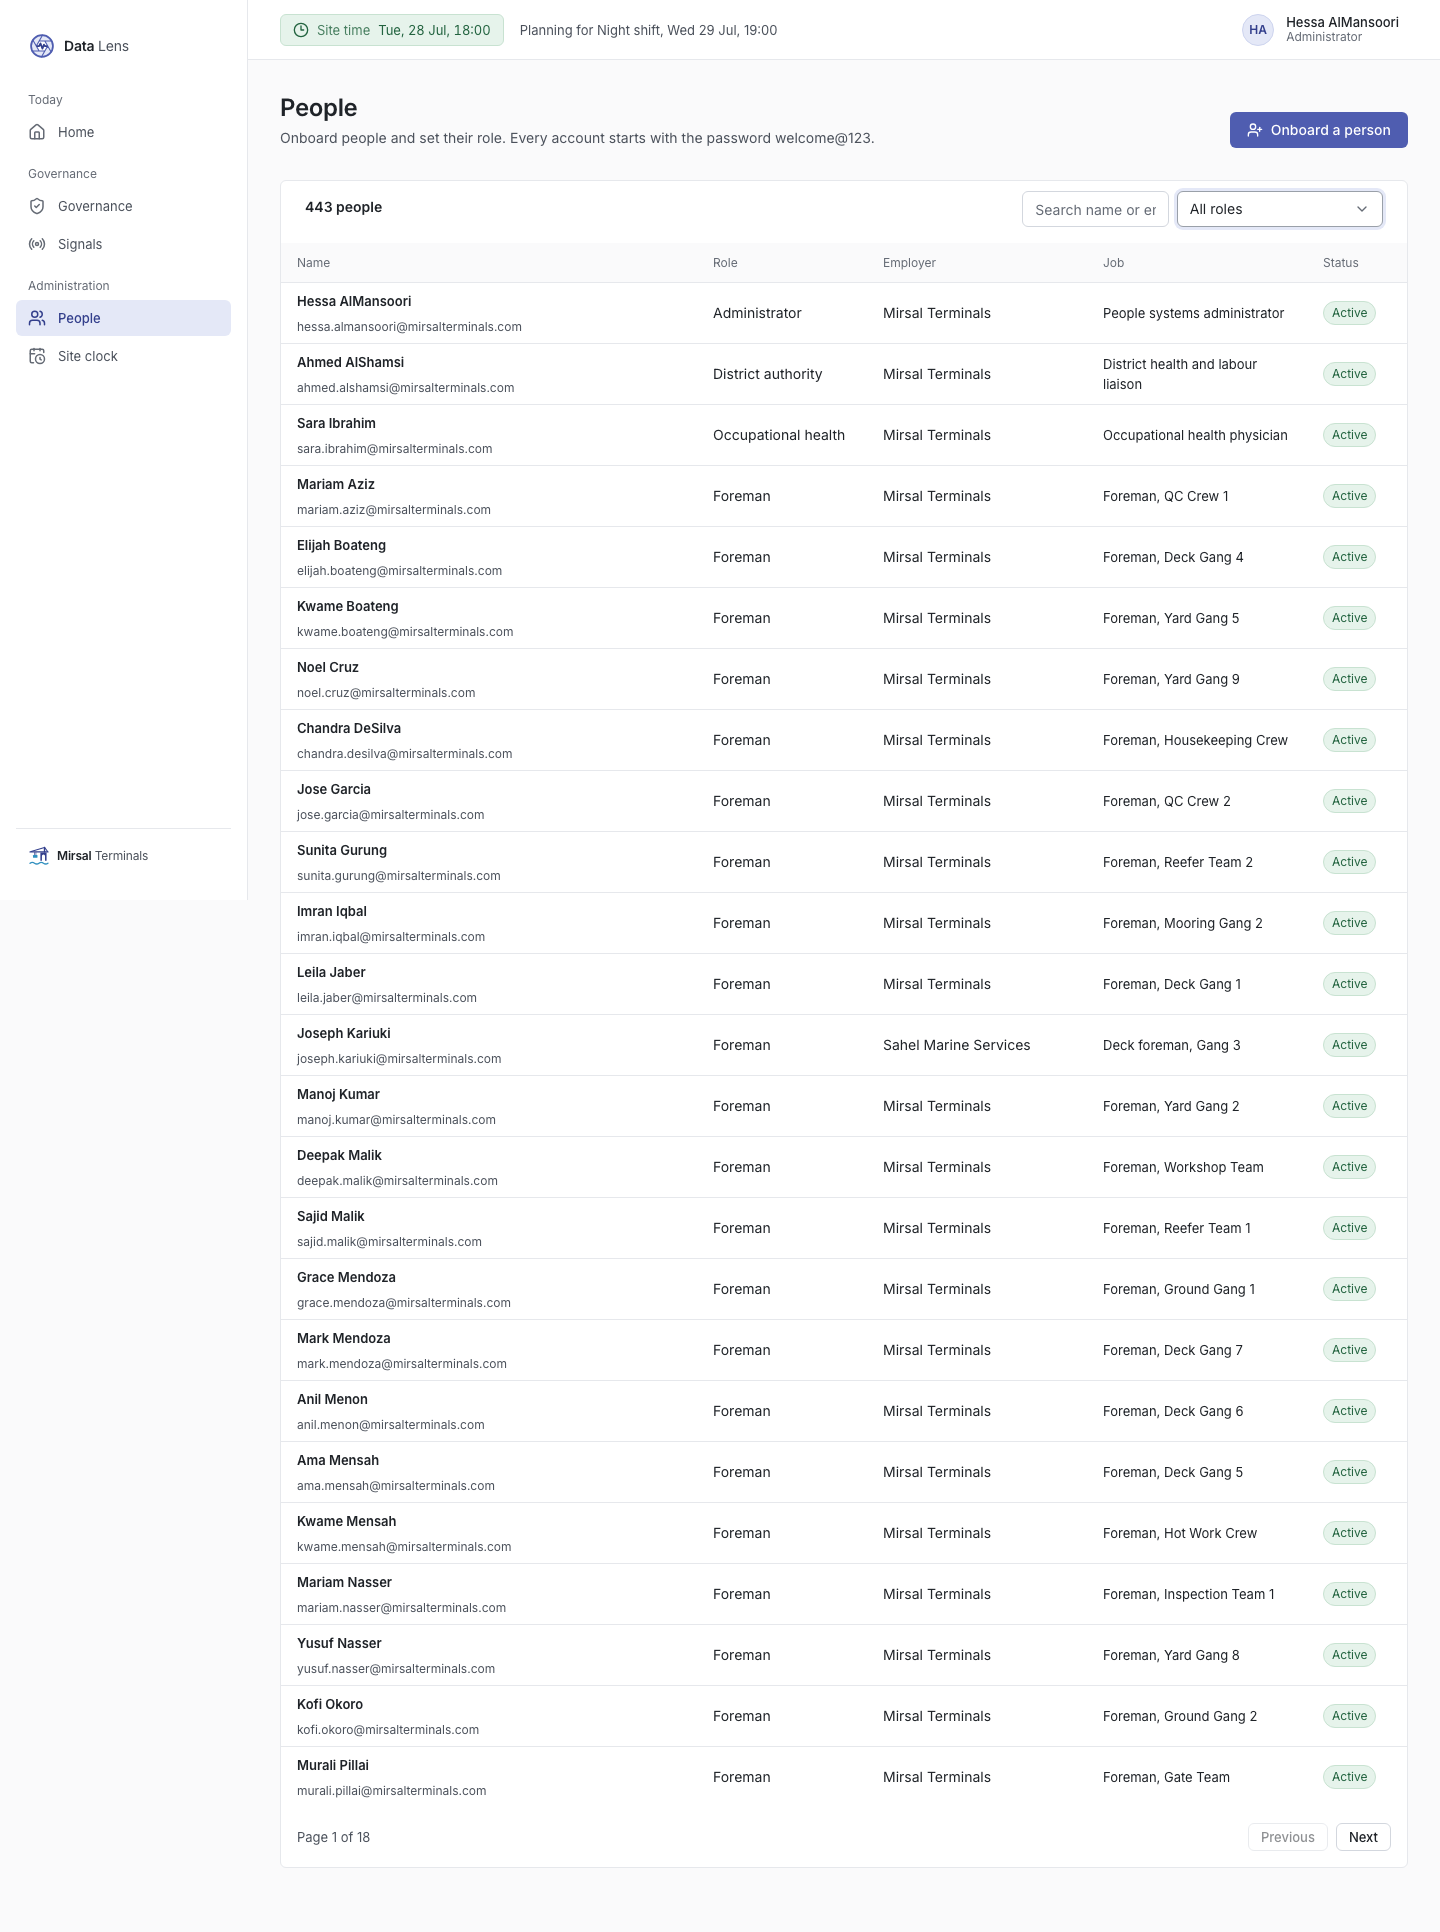 Data Lens
Today
Home
Governance
Governance
Signals
Administration
People
Site clock
Mirsal Terminals
Site time Tue, 28 Jul, 18:00
Planning for Night shift, Wed 29 Jul, 19:00
HA
Hessa AlMansoori
Administrator
People
Onboard people and set their role. Every account starts with the password welcome@123.
Onboard a person
443 people
Search name or er
All roles
Name Role Employer Job Status
Hessa AlMansoori
hessa.almansoori@mirsalterminals.com
Administrator Mirsal Terminals People systems administrator Active
Ahmed AlShamsi
ahmed.alshamsi@mirsalterminals.com
District authority Mirsal Terminals District health and labour
liaison
Active
Sara Ibrahim
sara.ibrahim@mirsalterminals.com
Occupational health Mirsal Terminals Occupational health physician Active
Mariam Aziz
mariam.aziz@mirsalterminals.com
Foreman Mirsal Terminals Foreman, QC Crew 1 Active
Elijah Boateng
elijah.boateng@mirsalterminals.com
Foreman Mirsal Terminals Foreman, Deck Gang 4 Active
Kwame Boateng
kwame.boateng@mirsalterminals.com
Foreman Mirsal Terminals Foreman, Yard Gang 5 Active
Noel Cruz
noel.cruz@mirsalterminals.com
Foreman Mirsal Terminals Foreman, Yard Gang 9 Active
Chandra DeSilva
chandra.desilva@mirsalterminals.com
Foreman Mirsal Terminals Foreman, Housekeeping Crew Active
Jose Garcia
jose.garcia@mirsalterminals.com
Foreman Mirsal Terminals Foreman, QC Crew 2 Active
Sunita Gurung
sunita.gurung@mirsalterminals.com
Foreman Mirsal Terminals Foreman, Reefer Team 2 Active
Imran Iqbal
imran.iqbal@mirsalterminals.com
Foreman Mirsal Terminals Foreman, Mooring Gang 2 Active
Leila Jaber
leila.jaber@mirsalterminals.com
Foreman Mirsal Terminals Foreman, Deck Gang 1 Active
Joseph Kariuki
joseph.kariuki@mirsalterminals.com
Foreman Sahel Marine Services Deck foreman, Gang 3 Active
Manoj Kumar
manoj.kumar@mirsalterminals.com
Foreman Mirsal Terminals Foreman, Yard Gang 2 Active
Deepak Malik
deepak.malik@mirsalterminals.com
Foreman Mirsal Terminals Foreman, Workshop Team Active
Sajid Malik
sajid.malik@mirsalterminals.com
Foreman Mirsal Terminals Foreman, Reefer Team 1 Active
Grace Mendoza
grace.mendoza@mirsalterminals.com
Foreman Mirsal Terminals Foreman, Ground Gang 1 Active
Mark Mendoza
mark.mendoza@mirsalterminals.com
Foreman Mirsal Terminals Foreman, Deck Gang 7 Active
Anil Menon
anil.menon@mirsalterminals.com
Foreman Mirsal Terminals Foreman, Deck Gang 6 Active
Ama Mensah
ama.mensah@mirsalterminals.com
Foreman Mirsal Terminals Foreman, Deck Gang 5 Active
Kwame Mensah
kwame.mensah@mirsalterminals.com
Foreman Mirsal Terminals Foreman, Hot Work Crew Active
Mariam Nasser
mariam.nasser@mirsalterminals.com
Foreman Mirsal Terminals Foreman, Inspection Team 1 Active
Yusuf Nasser
yusuf.nasser@mirsalterminals.com
Foreman Mirsal Terminals Foreman, Yard Gang 8 Active
Kofi Okoro
kofi.okoro@mirsalterminals.com
Foreman Mirsal Terminals Foreman, Ground Gang 2 Active
Murali Pillai
murali.pillai@mirsalterminals.com
Foreman Mirsal Terminals Foreman, Gate Team Active
Page 1 of 18
Previous Next